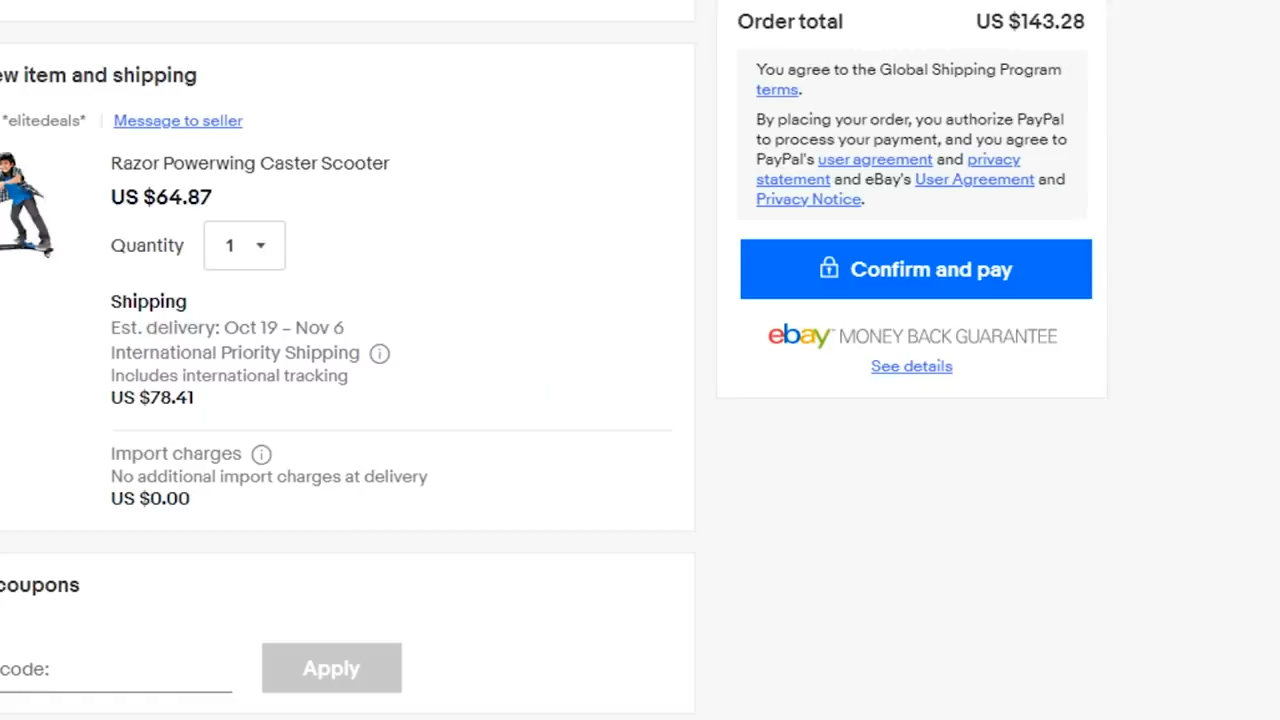 Order total US $143.28
ew item and shipping
You agree to the Global Shipping Program
terms.
*elitedeals* Message to seller
By placing your order, you authorize PayPal
to process your payment, and you agree to
PayPal's user agreement and privacy
statement and eBay's User Agreement and
Privacy Notice.
Razor Powerwing Caster Scooter
US $64.87
Quantity 1
Confirm and pay
Shipping
Est. delivery: Oct 19 – Nov 6
International Priority Shipping
Includes international tracking
US $78.41
ebay MONEY BACK GUARANTEE
See details
Import charges
No additional import charges at delivery
US $0.00
coupons
code:
Apply